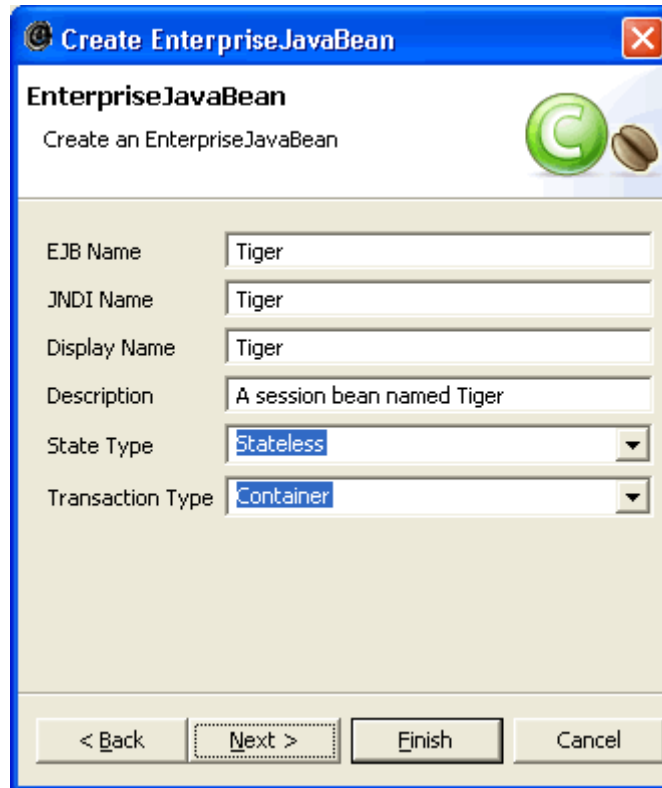 Create EnterpriseJavaBean
EnterpriseJavaBean
Create an EnterpriseJavaBean
EJB Name Tiger
JNDI Name Tiger
Display Name Tiger
Description A session bean named Tiger
State Type Stateless
Transaction Type Container
< Back Next > Finish Cancel